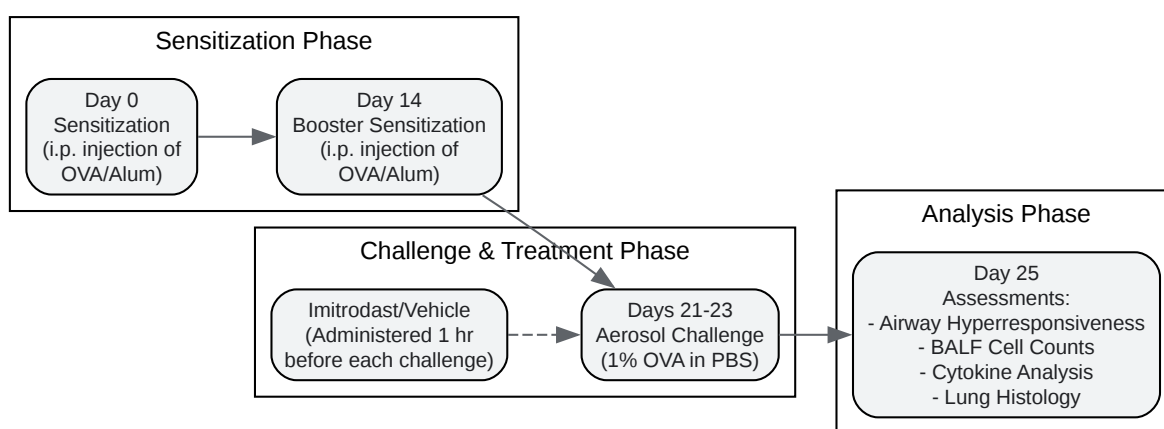 Sensitization Phase
Day 0
Sensitization
(i.p. injection of
OVA/Alum)
Day 14
Booster Sensitization
(i.p. injection of
OVA/Alum)
Challenge & Treatment Phase
Imitrodast/Vehicle
(Administered 1 hr
before each challenge)
Days 21-23
Aerosol Challenge
(1% OVA in PBS)
Analysis Phase
Day 25
Assessments:
- Airway Hyperresponsiveness
- BALF Cell Counts
- Cytokine Analysis
- Lung Histology